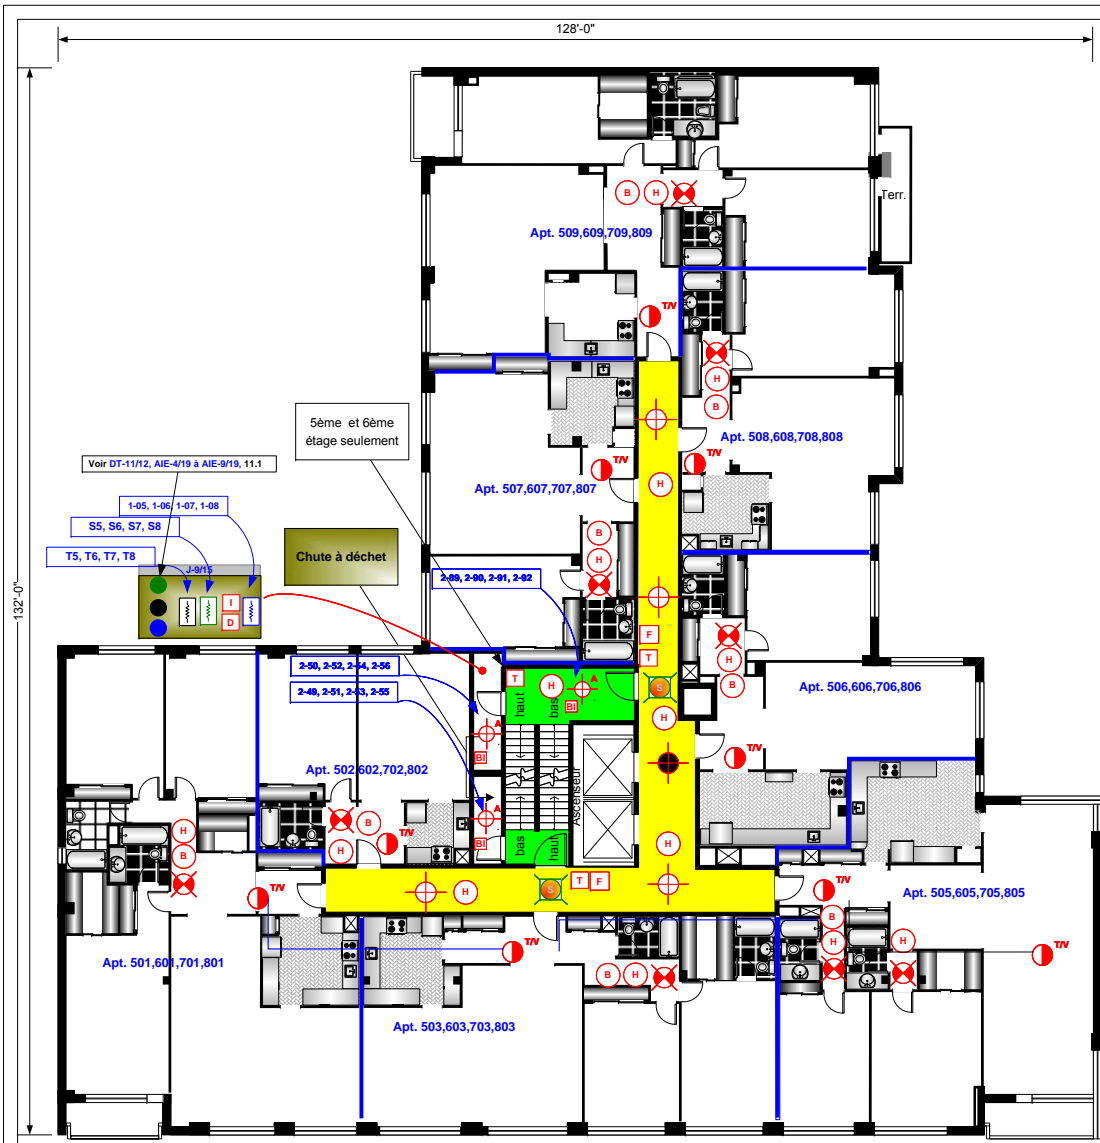 128'-0"
132'-0"
Terr.
B H
Apt. 509,609,709,809
T/V
H
B
5ème et 6ème
étage seulement
H
Apt. 508,608,708,808
T/V
T/V
Voir DT-11/12, AIE-4/19 à AIE-9/19, 11.1
Apt. 507,607,707,807
1-05, 1-06, 1-07, 1-08
S5, S6, S7, S8
T5, T6, T7, T8
B
H
Chute à déchet
J-9/15
I
D
2-89, 2-90, 2-91, 2-92
F
T
H
B
2-50, 2-52, 2-54, 2-56
2-49, 2-51, 2-53, 2-55
T
H
A
BI
S
haut
bas
H
Apt. 506,606,706,806
A
BI
T/V
Apt. 502,602,702,802
Ascenseur
A
BI
B
H
T/V
bas
haut
H
H
B
H
T/V
H
S
T F
T/V
Apt. 505,605,705,805
B
H
H
T/V
T/V
Apt. 501,601,701,801
B H
Apt. 503,603,703,803